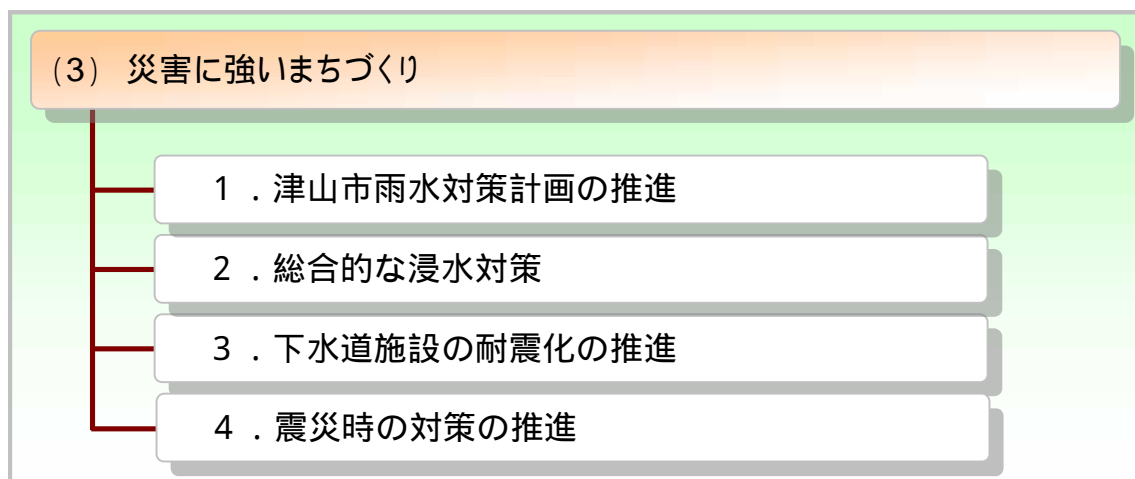 (3) 災害に強いまちづくり
1．津山市雨水対策計画の推進
2．総合的な浸水対策
3．下水道施設の耐震化の推進
4．震災時の対策の推進